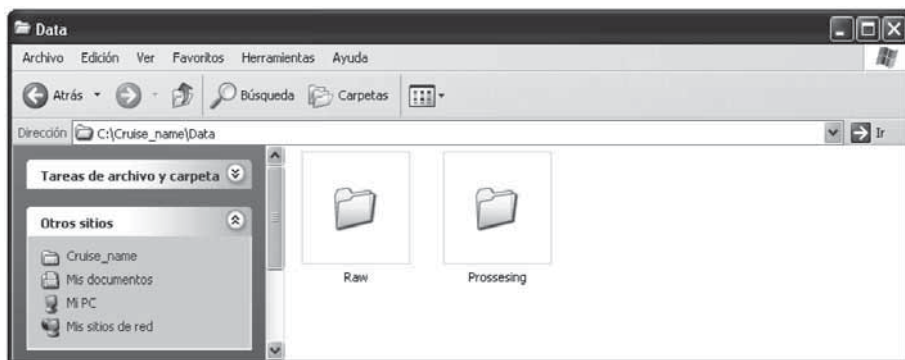 Data
Archivo Edición Ver Favoritos Herramientas Ayuda
Atrás Búsqueda Carpetas
Dirección C:\Cruise_name\Data Ir
Tareas de archivo y carpeta
Otros sitios
Cruise_name
Mis documentos
Mi PC
Mis sitios de red
Raw Prossesing